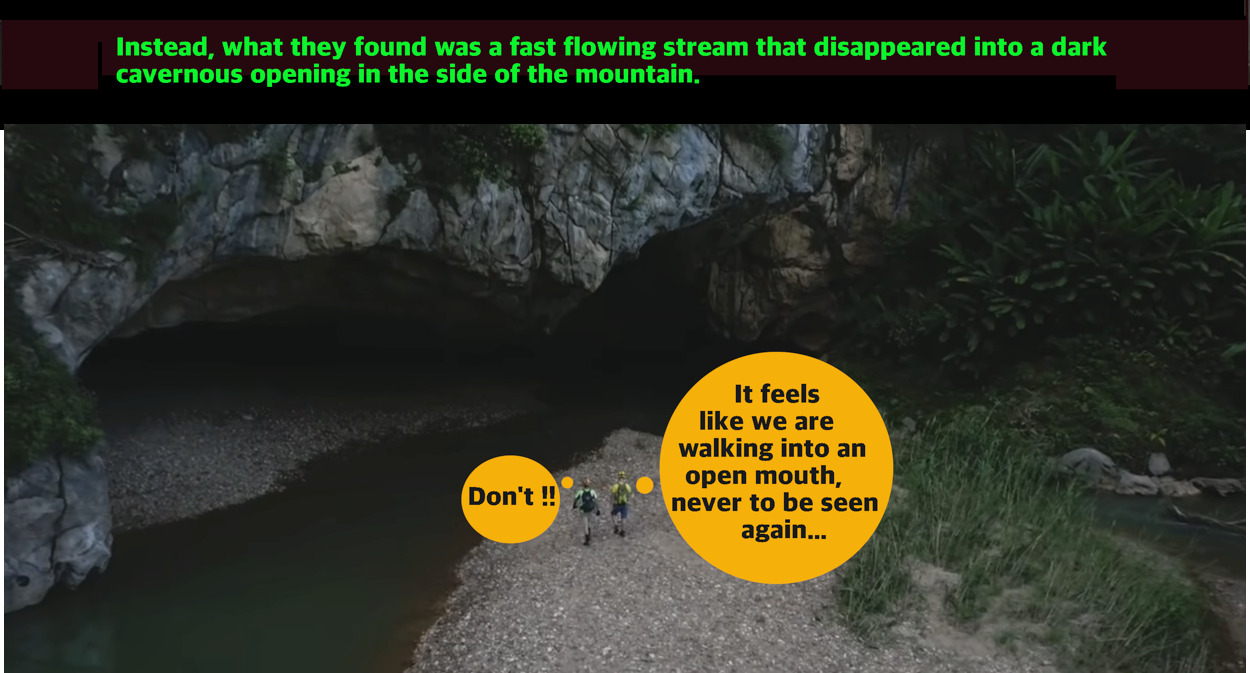 Instead, what they found was a fast flowing stream that disappeared into a dark
cavernous opening in the side of the mountain.
Don't !!
It feels
like we are
walking into an
open mouth,
never to be seen
again...